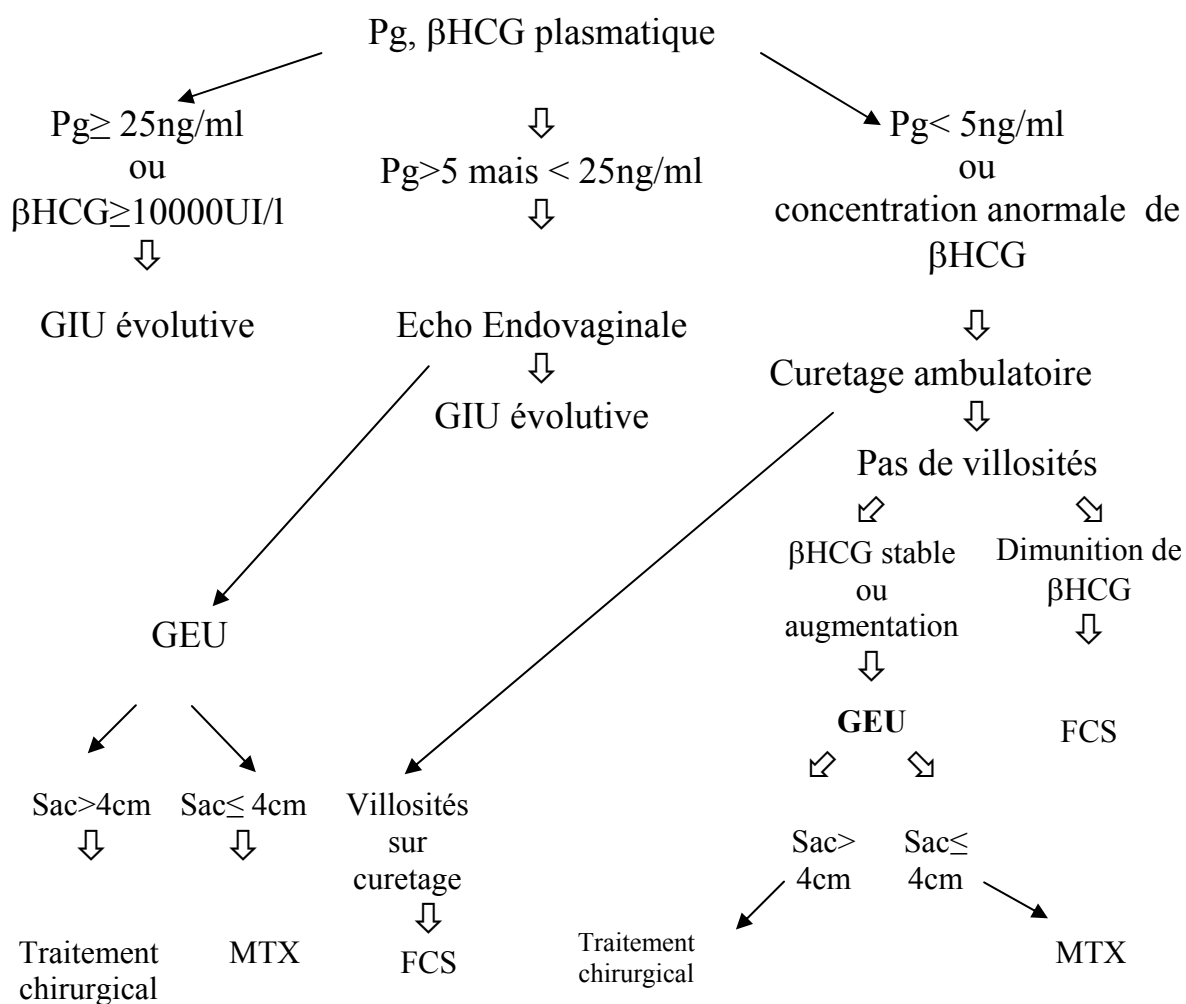 Pg, βHCG plasmatique
Pg≥ 25ng/ml
ou
βHCG≥10000UI/l
GIU évolutive
Pg>5 mais < 25ng/ml
Echo Endovaginale
GIU évolutive
GEU
Sac>4cm
Traitement
chirurgical
Sac≤ 4cm
MTX
Pg< 5ng/ml
ou
concentration anormale de
βHCG
Curetage ambulatoire
Villosités
sur
curetage
FCS
Pas de villosités
βHCG stable
ou
augmentation
GEU
Sac>
4cm
Traitement
chirurgical
Sac≤
4cm
MTX
Dimunition de
βHCG
FCS